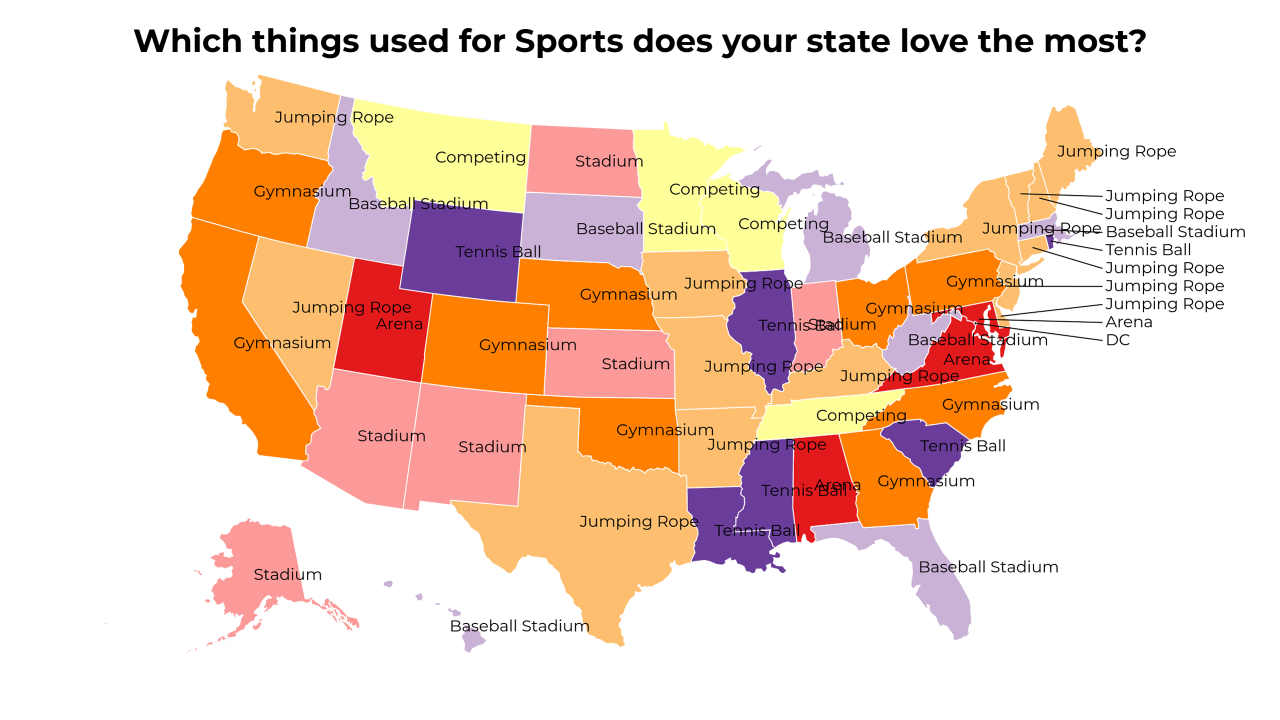 Which things used for Sports does your state love the most?
Jumping Rope
Competing
Stadium
Jumping Rope
Gymnasium
Competing
Jumping Rope
Baseball Stadium
Jumping Rope
Competing
Baseball Stadium
Jumping Rope
Baseball Stadium
Baseball Stadium
Tennis Ball
Tennis Ball
Jumping Rope
Gymnasium
Jumping Rope
Jumping Rope
Gymnasium
Jumping Rope
Jumping Rope
Gymnasium
Arena
Tennis Ball
Stadium
Arena
Gymnasium
Gymnasium
Baseball Stadium
DC
Arena
Stadium
Jumping Rope
Jumping Rope
Gymnasium
Competing
Stadium
Gymnasium
Stadium
Jumping Rope
Tennis Ball
Gymnasium
Tennis Ball
Arena
Jumping Rope
Tennis Ball
Baseball Stadium
Stadium
Baseball Stadium